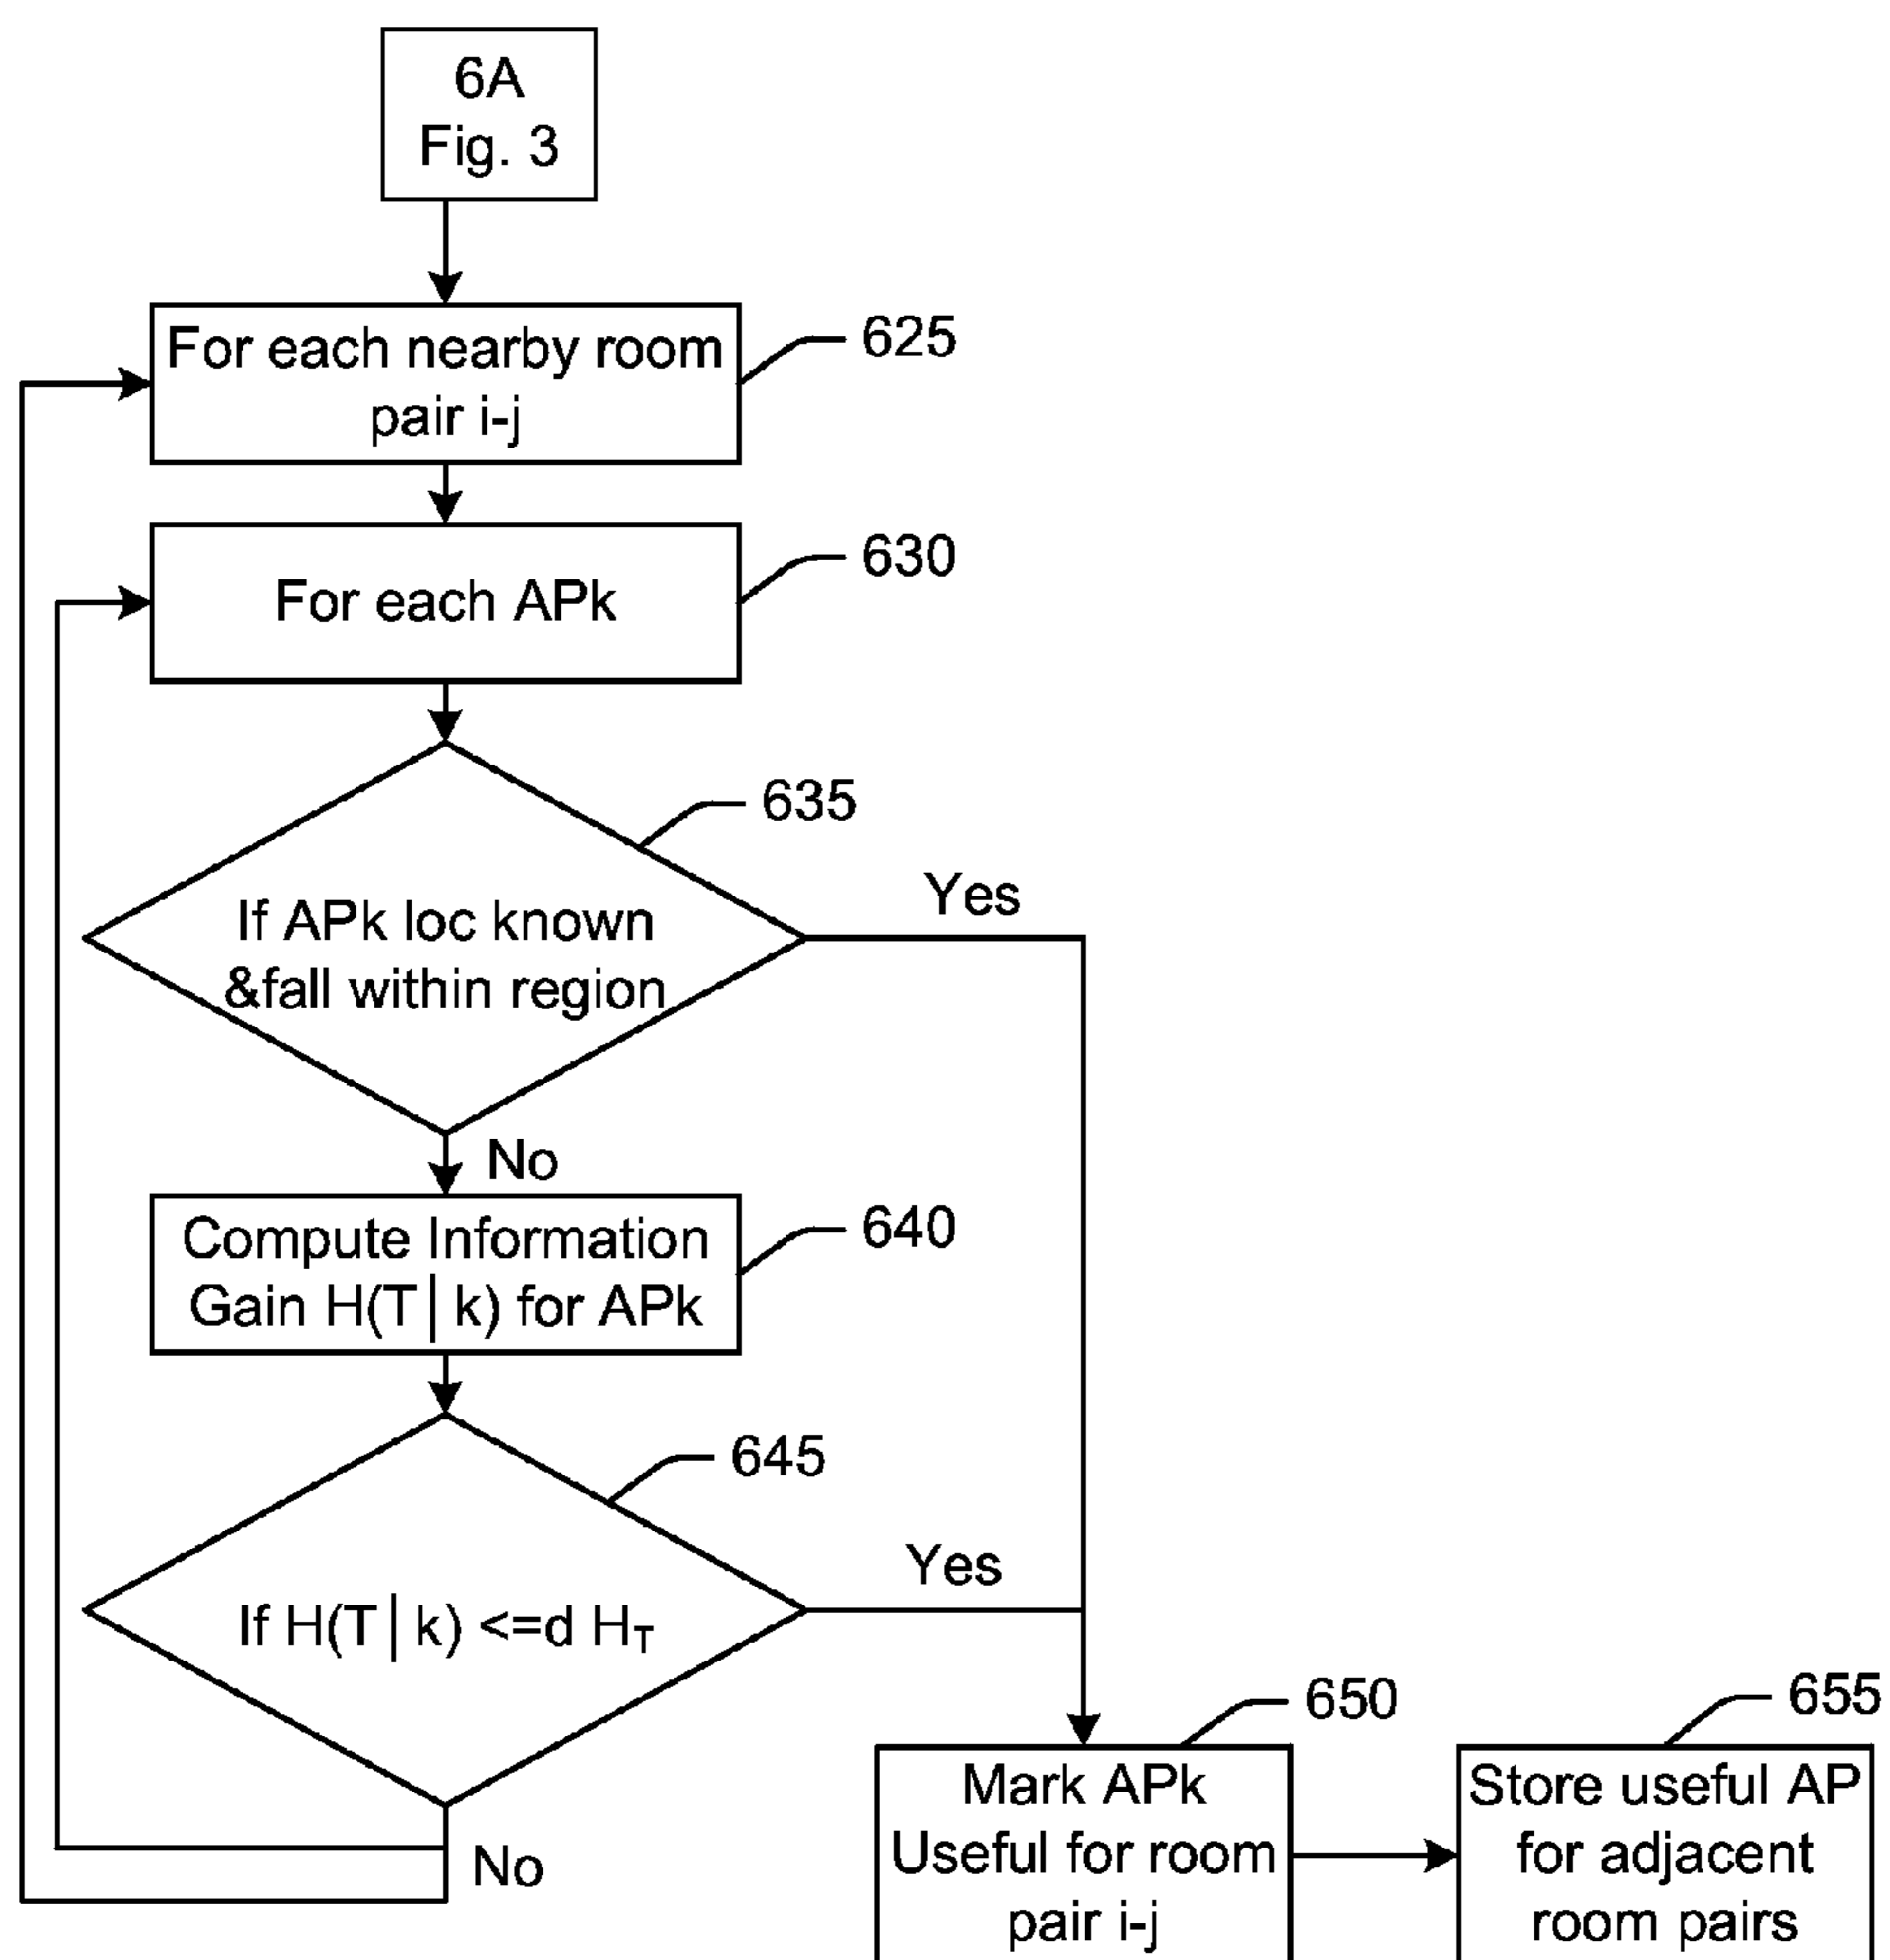 6A
Fig. 3
For each nearby room
pair i-j
625
For each APk
630
635
If APk loc known
&fall within region
Yes
No
Compute Information
Gain H(T|k) for APk
640
645
If H(T|k) <=d H_T
Yes
No
650
Mark APk
Useful for room
pair i-j
655
Store useful AP
for adjacent
room pairs